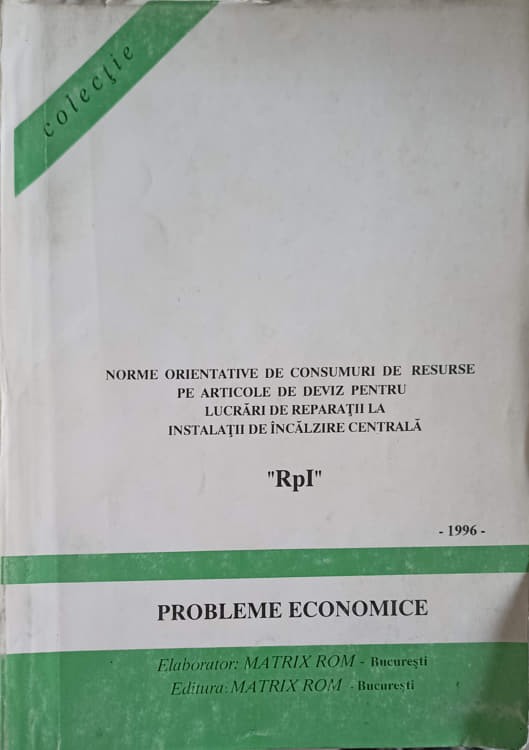 colecţie
NORME ORIENTATIVE DE CONSUMURI DE RESURSE
PE ARTICOLE DE DEVIZ PENTRU
LUCRĂRI DE REPARAŢII LA
INSTALAŢII DE ÎNCĂLZIRE CENTRALĂ
"RpI"
- 1996 -
PROBLEME ECONOMICE
Elaborator: MATRIX ROM - Bucureşti
Editura: MATRIX ROM - Bucureşti